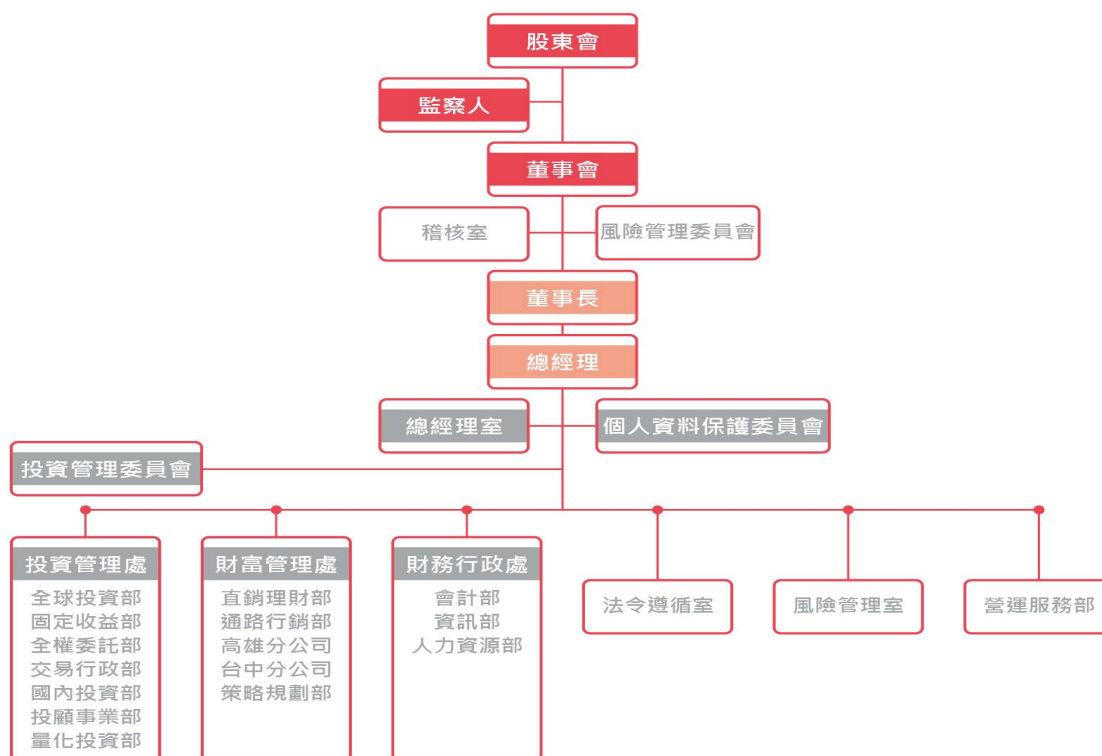 股東會
監察人
董事會
稽核室
風險管理委員會
董事長
總經理
總經理室
個人資料保護委員會
投資管理委員會
投資管理處
全球投資部
固定收益部
全權委託部
交易行政部
國內投資部
投顧事業部
量化投資部
財富管理處
直銷理財部
通路行銷部
高雄分公司
台中分公司
策略規劃部
財務行政處
會計部
資訊部
人力資源部
法令遵循室
風險管理室
營運服務部